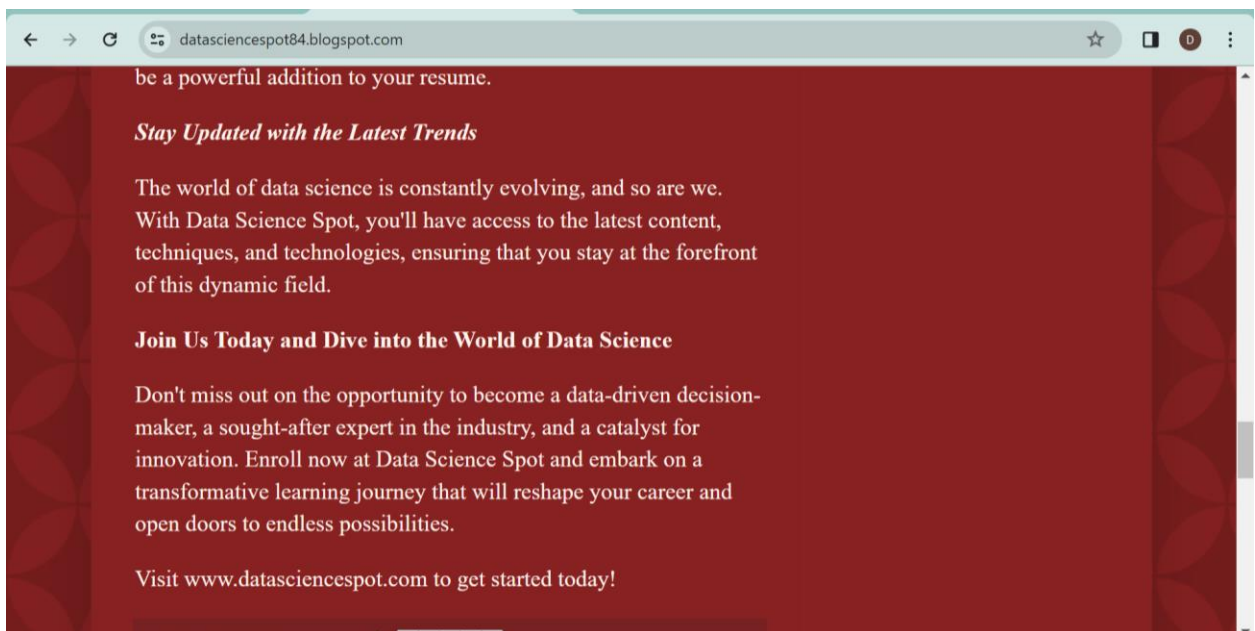 datasciencespot84.blogspot.com
D
be a powerful addition to your resume.
Stay Updated with the Latest Trends
The world of data science is constantly evolving, and so are we.
With Data Science Spot, you'll have access to the latest content,
techniques, and technologies, ensuring that you stay at the forefront
of this dynamic field.
Join Us Today and Dive into the World of Data Science
Don't miss out on the opportunity to become a data-driven decision-
maker, a sought-after expert in the industry, and a catalyst for
innovation. Enroll now at Data Science Spot and embark on a
transformative learning journey that will reshape your career and
open doors to endless possibilities.
Visit www.datasciencespot.com to get started today!